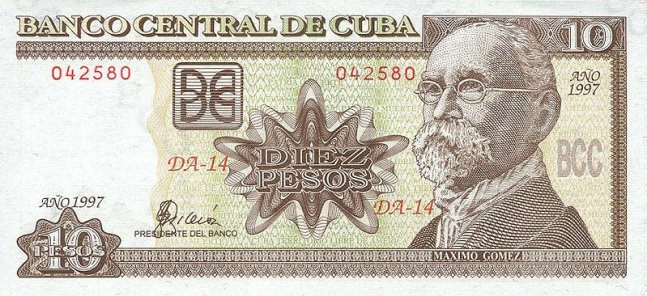 BANCO CENTRAL DE CUBA
10
042580
042580
AÑO
1997
DIEZ
PESOS
BCC
DA-14
DA-14
AÑO 1997
PRESIDENTE DEL BANCO
10
PESOS
MAXIMO GOMEZ